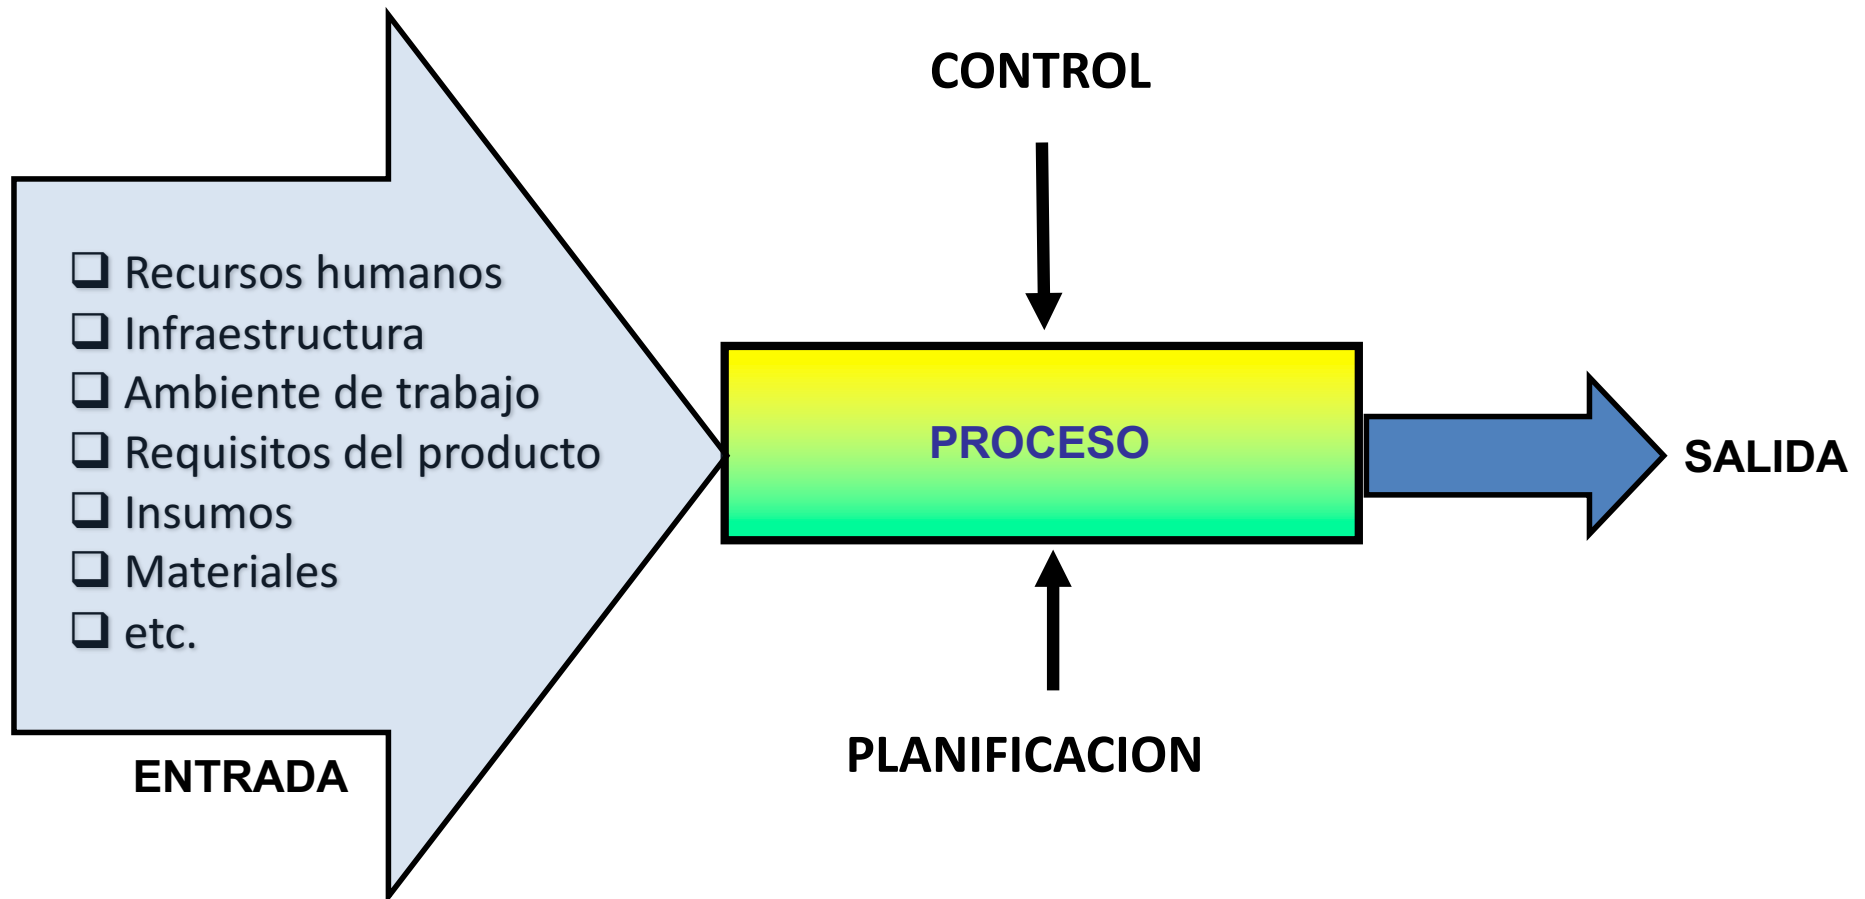 CONTROL
Recursos humanos
Infraestructura
Ambiente de trabajo
Requisitos del producto
Insumos
Materiales
etc.
ENTRADA
PROCESO
SALIDA
PLANIFICACION